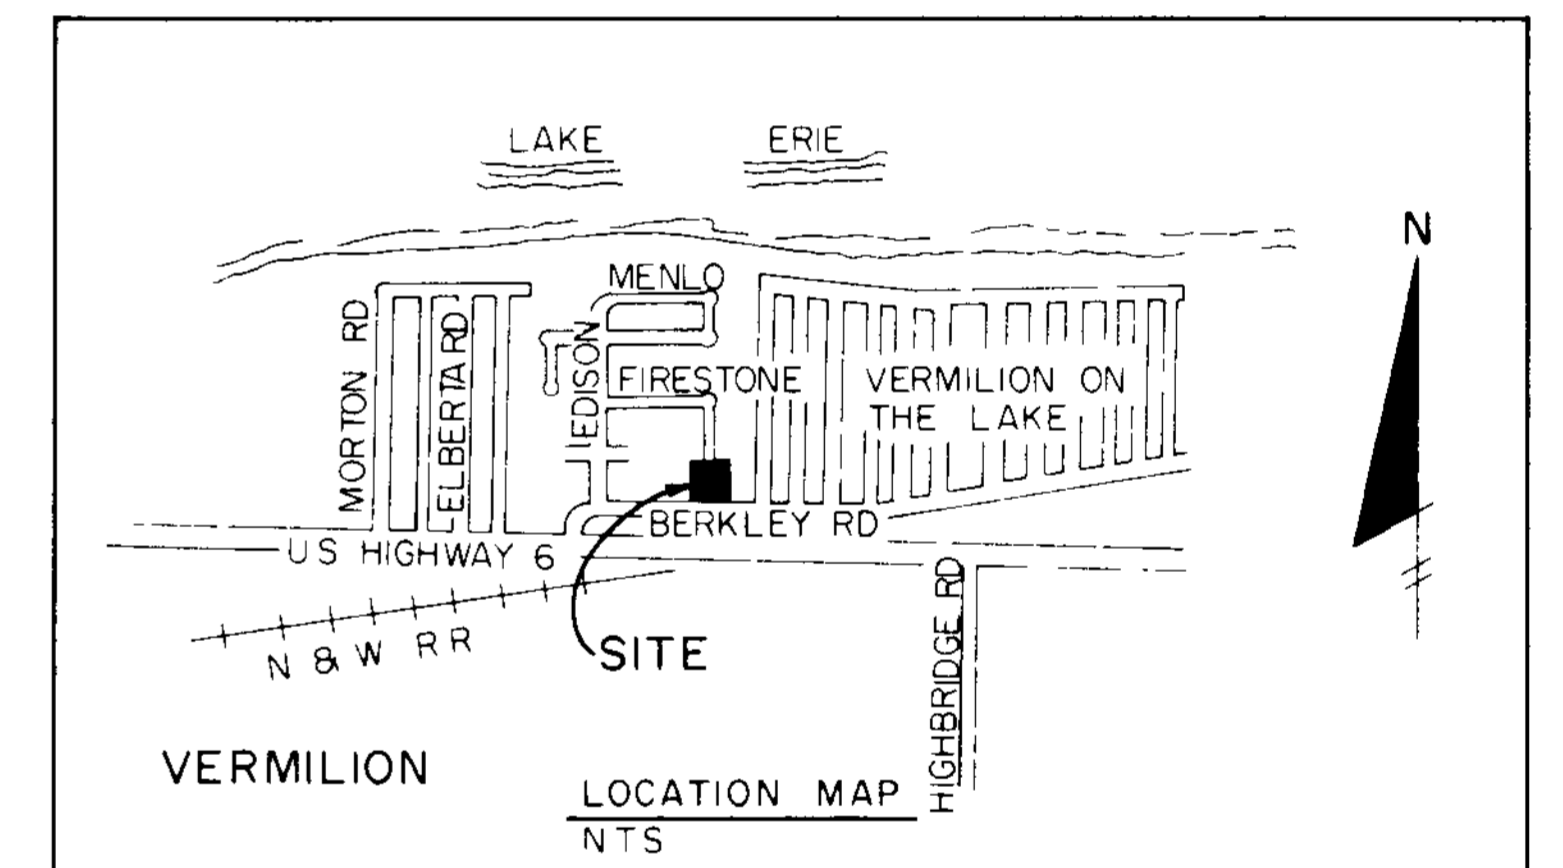 LAKE ERIE
N
MENLO
MORTON RD
ELBERTA RD
EDISON
FIRESTONE
VERMILION ON
THE LAKE
BERKLEY RD
US HIGHWAY 6
N & W RR
SITE
HIGHBRIDGE RD
VERMILION
LOCATION MAP
NTS